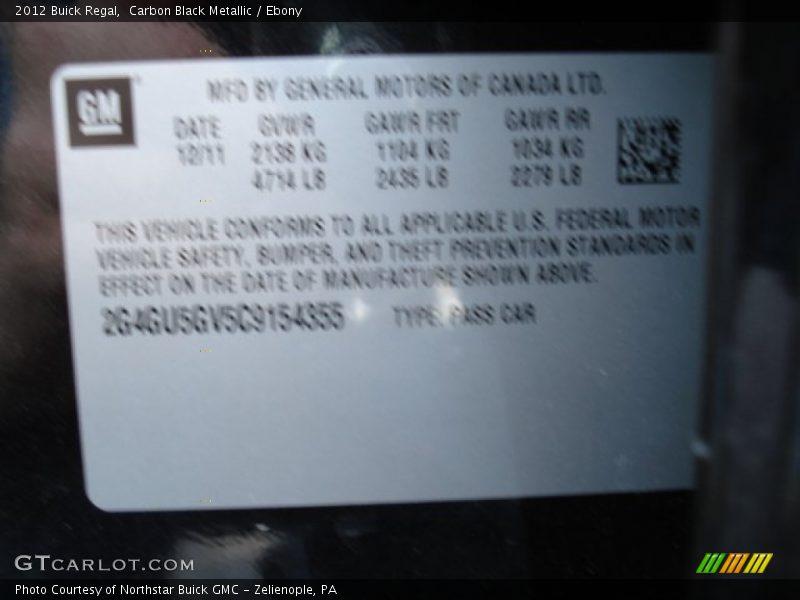 2012 Buick Regal,  Carbon Black Metallic / Ebony
GM
MFD BY GENERAL MOTORS OF CANADA LTD.
DATE GVWR GAWR FRT GAWR RR
12/11 2138 KG 1104 KG 1034 KG
4714 LB 2435 LB 2279 LB
THIS VEHICLE CONFORMS TO ALL APPLICABLE U.S. FEDERAL MOTOR
VEHICLE SAFETY, BUMPER, AND THEFT PREVENTION STANDARDS IN
EFFECT ON THE DATE OF MANUFACTURE SHOWN ABOVE.
2G4GU5GV5C9154355 TYPE: PASS CAR
GTCARLOT.COM
Photo Courtesy of Northstar Buick GMC - Zelienople, PA